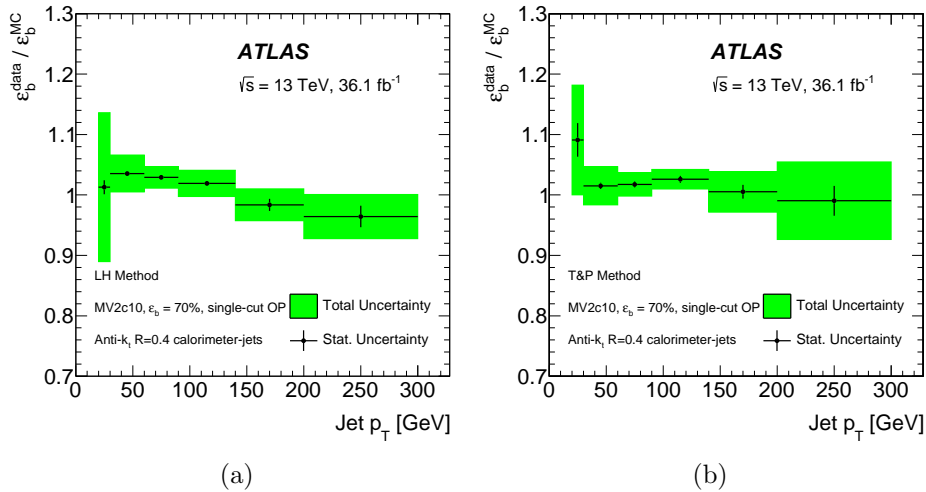 ε_b^data / ε_b^MC
1.3
1.2
1.1
1
0.9
0.8
0.7
ATLAS
√s = 13 TeV, 36.1 fb⁻¹
LH Method
MV2c10, ε_b = 70%, single-cut OP
Total Uncertainty
Anti-k_t R=0.4 calorimeter-jets
Stat. Uncertainty
0 50 100 150 200 250 300
Jet p_T [GeV]
(a)
ε_b^data / ε_b^MC
1.3
1.2
1.1
1
0.9
0.8
0.7
ATLAS
√s = 13 TeV, 36.1 fb⁻¹
T&P Method
MV2c10, ε_b = 70%, single-cut OP
Total Uncertainty
Anti-k_t R=0.4 calorimeter-jets
Stat. Uncertainty
0 50 100 150 200 250 300
Jet p_T [GeV]
(b)